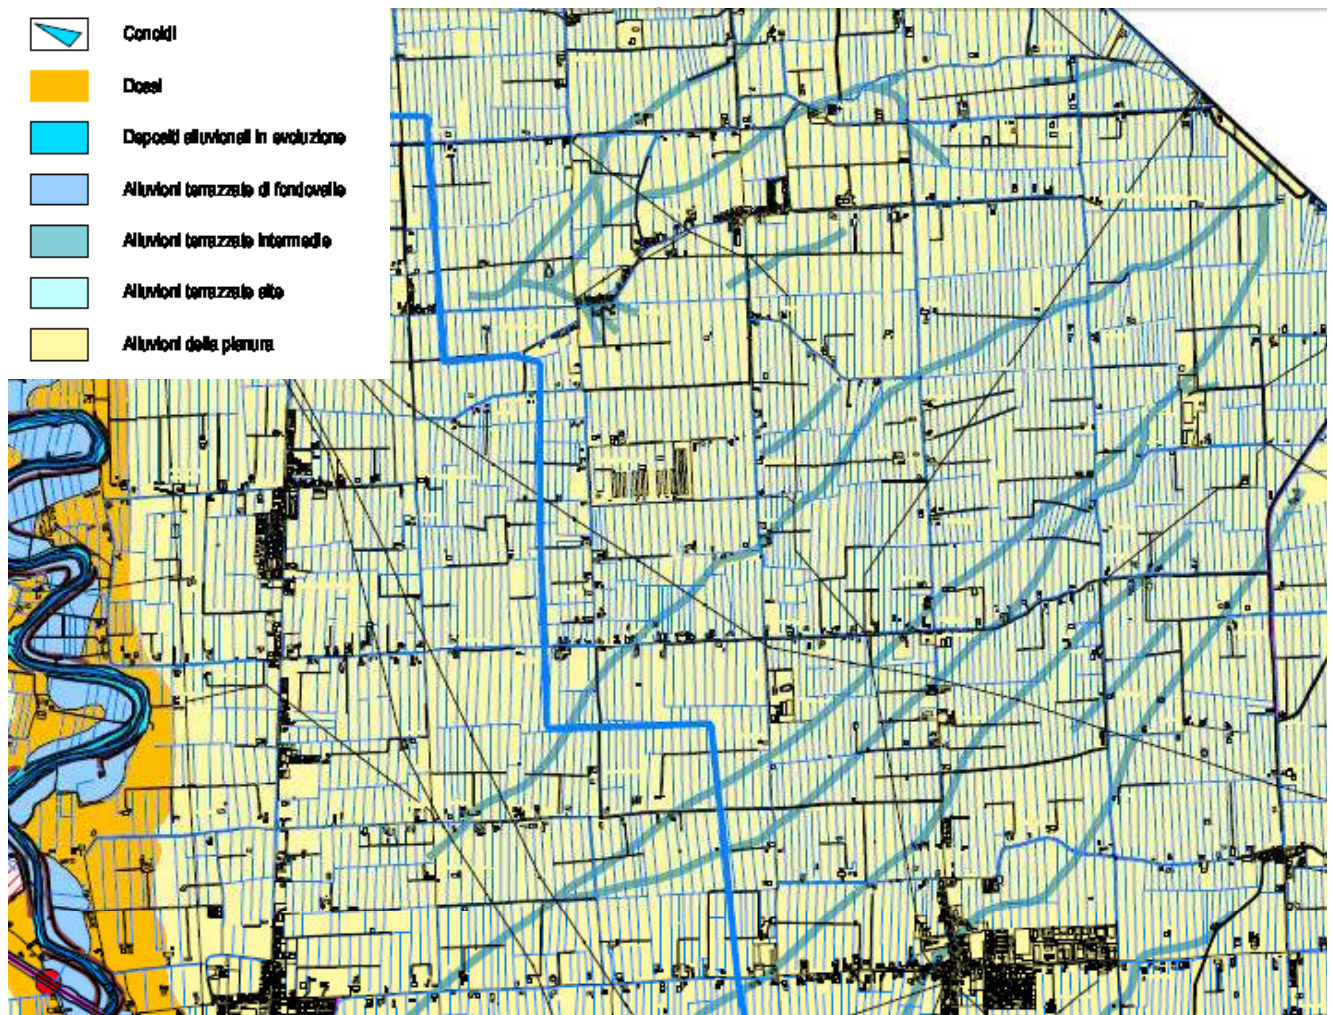 Conoidi
Dossi
Depositi alluvionali in evoluzione
Alluvioni terrazzate di fondovalle
Alluvioni terrazzate intermedie
Alluvioni terrazzate alte
Alluvioni della pianura